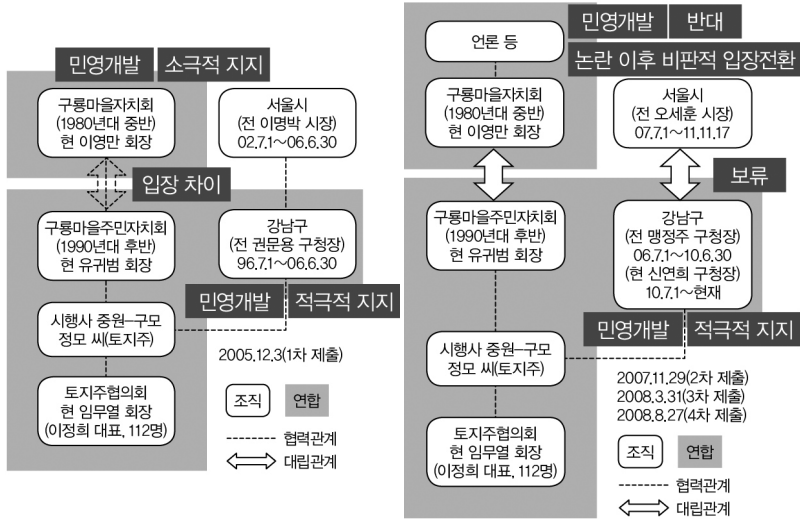 민영개발 소극적 지지
구룡마을자치회
(1980년대 중반)
현 이영만 회장
서울시
(전 이명박 시장)
02.7.1~06.6.30
입장 차이
구룡마을주민자치회
(1990년대 후반)
현 유귀범 회장
강남구
(전 권문용 구청장)
96.7.1~06.6.30
민영개발 적극적 지지
시행사 중원-구모
정모 씨(토지주)
2005.12.3(1차 제출)
토지주협의회
현 임무열 회장
(이정희 대표, 112명)
조직 연합
협력관계
대립관계
민영개발 반대
언론 등
논란 이후 비판적 입장전환
구룡마을자치회
(1980년대 중반)
현 이영만 회장
서울시
(전 오세훈 시장)
07.7.1~11.11.17
보류
구룡마을주민자치회
(1990년대 후반)
현 유귀범 회장
강남구
(전 맹정주 구청장)
06.7.1~10.6.30
(현 신연희 구청장)
10.7.1~현재
민영개발 적극적 지지
시행사 중원-구모
정모 씨(토지주)
2007.11.29(2차 제출)
2008.3.31(3차 제출)
2008.8.27(4차 제출)
토지주협의회
현 임무열 회장
(이정희 대표, 112명)
조직 연합
협력관계
대립관계